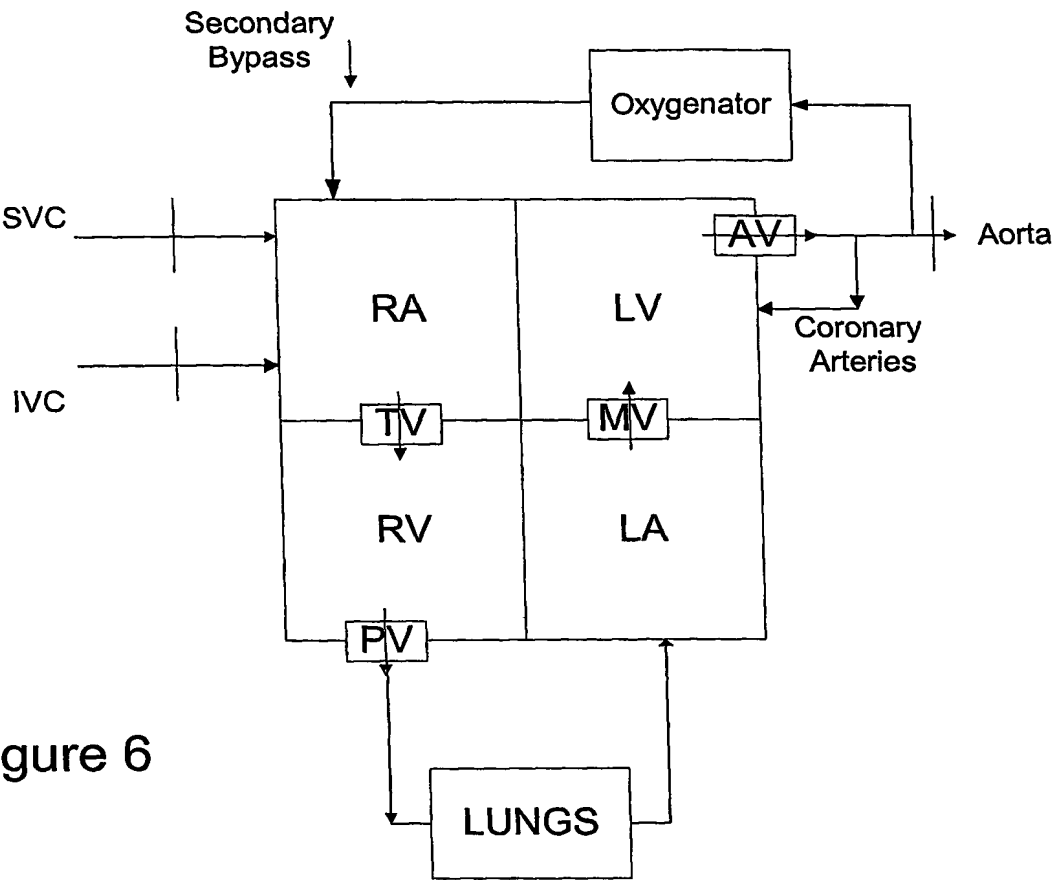 Secondary
Bypass
Oxygenator
SVC
AV
Aorta
RA
LV
Coronary
Arteries
IVC
TV
MV
RV
LA
PV
gure 6
LUNGS